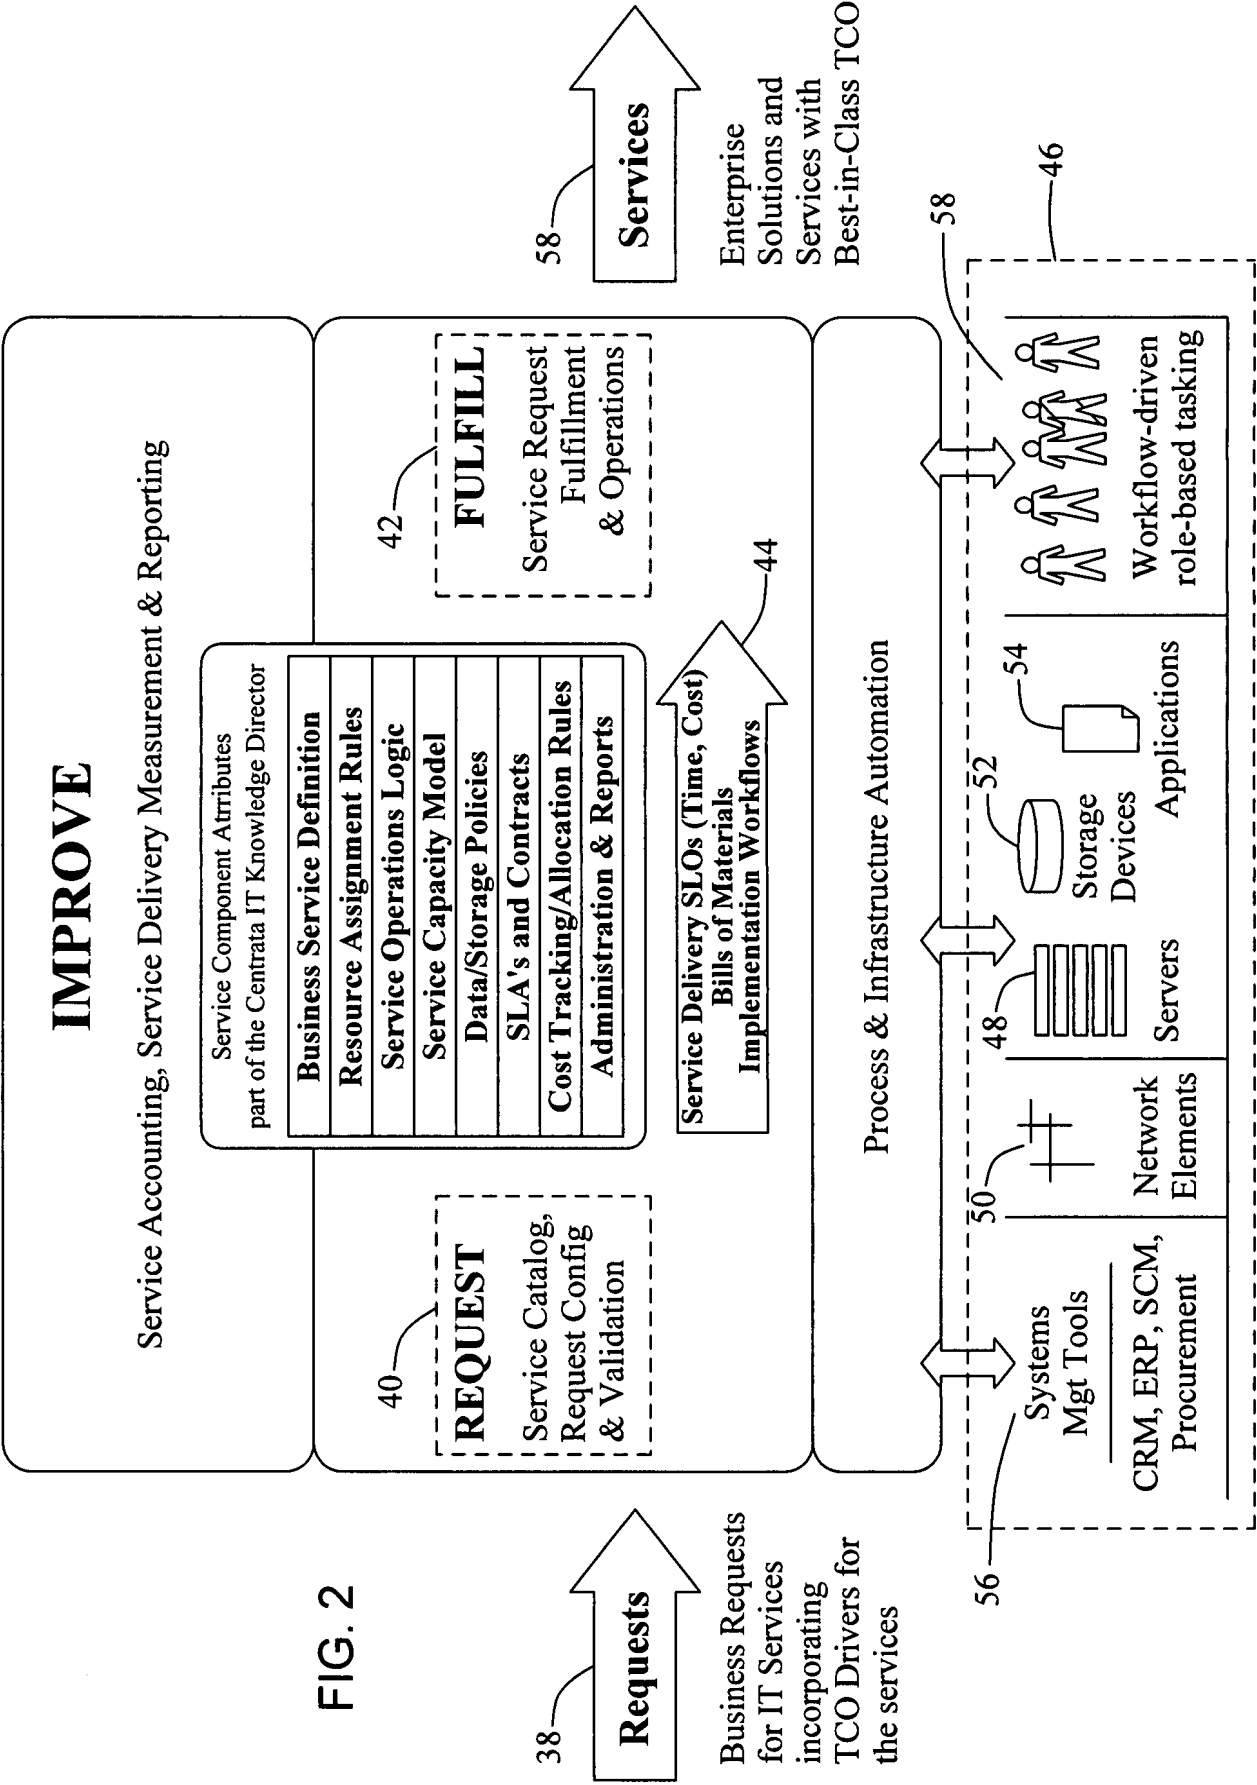 FIG. 2
IMPROVE
Service Accounting, Service Delivery Measurement & Reporting
38
Requests
Business Requests
for IT Services
incorporating
TCO Drivers for
the services
40
REQUEST
Service Catalog,
Request Config
& Validation
Service Component Atrributes
part of the Centrata IT Knowledge Director
Business Service Definition
Resource Assignment Rules
Service Operations Logic
Service Capacity Model
Data/Storage Policies
SLA's and Contracts
Cost Tracking/Allocation Rules
Administration & Reports
Service Delivery SLOs (Time, Cost)
Bills of Materials
Implementation Workflows
44
42
FULFILL
Service Request
Fulfillment
& Operations
58
Services
Enterprise
Solutions and
Services with
Best-in-Class TCO
Process & Infrastructure Automation
56
Systems
Mgt Tools
CRM, ERP, SCM,
Procurement
50
Network
Elements
48
Servers
52
Storage
Devices
54
Applications
58
Workflow-driven
role-based tasking
46